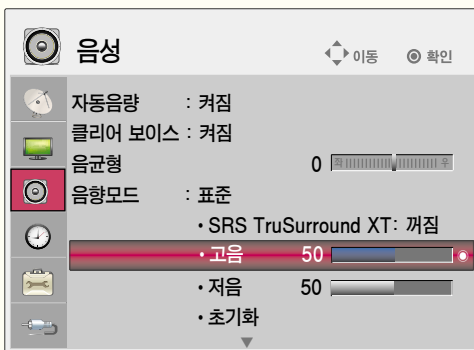 음성 이동 확인
자동음량 : 켜짐
클리어 보이스 : 켜짐
음균형 0 좌 우
음향모드 : 표준
• SRS TruSurround XT: 꺼짐
• 고음 50
• 저음 50
• 초기화